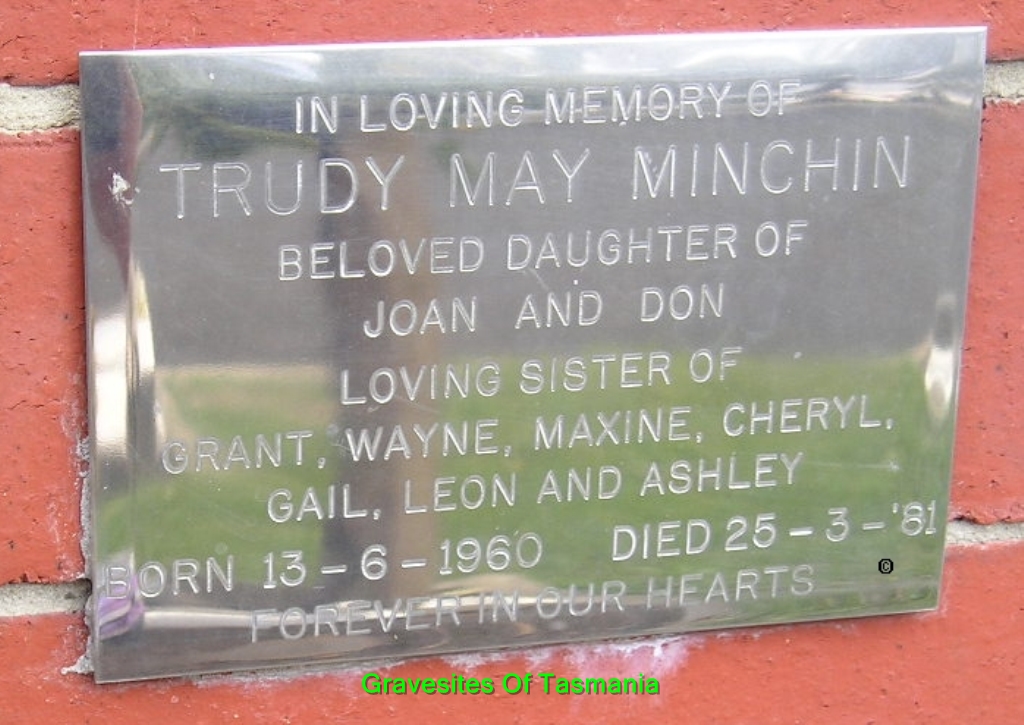 IN LOVING MEMORY OF
TRUDY MAY MINCHIN
BELOVED DAUGHTER OF
JOAN AND DON
LOVING SISTER OF
GRANT, WAYNE, MAXINE, CHERYL,
GAIL, LEON AND ASHLEY
BORN 13-6-1960 DIED 25-3-'81
FOREVER IN OUR HEARTS
©
Gravesites Of Tasmania